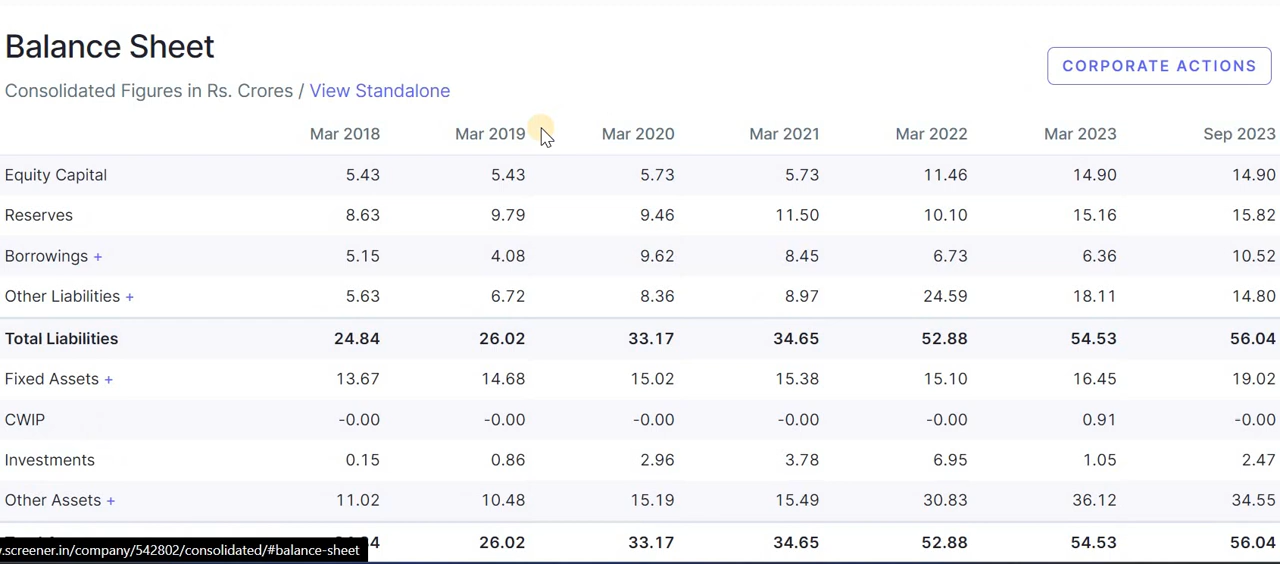 Balance Sheet
CORPORATE ACTIONS
Consolidated Figures in Rs. Crores / View Standalone
Mar 2018 Mar 2019 Mar 2020 Mar 2021 Mar 2022 Mar 2023 Sep 2023
Equity Capital 5.43 5.43 5.73 5.73 11.46 14.90 14.90
Reserves 8.63 9.79 9.46 11.50 10.10 15.16 15.82
Borrowings + 5.15 4.08 9.62 8.45 6.73 6.36 10.52
Other Liabilities + 5.63 6.72 8.36 8.97 24.59 18.11 14.80
Total Liabilities 24.84 26.02 33.17 34.65 52.88 54.53 56.04
Fixed Assets + 13.67 14.68 15.02 15.38 15.10 16.45 19.02
CWIP -0.00 -0.00 -0.00 -0.00 -0.00 0.91 -0.00
Investments 0.15 0.86 2.96 3.78 6.95 1.05 2.47
Other Assets + 11.02 10.48 15.19 15.49 30.83 36.12 34.55
26.02 33.17 34.65 52.88 54.53 56.04
.screener.in/company/542802/consolidated/#balance-sheet